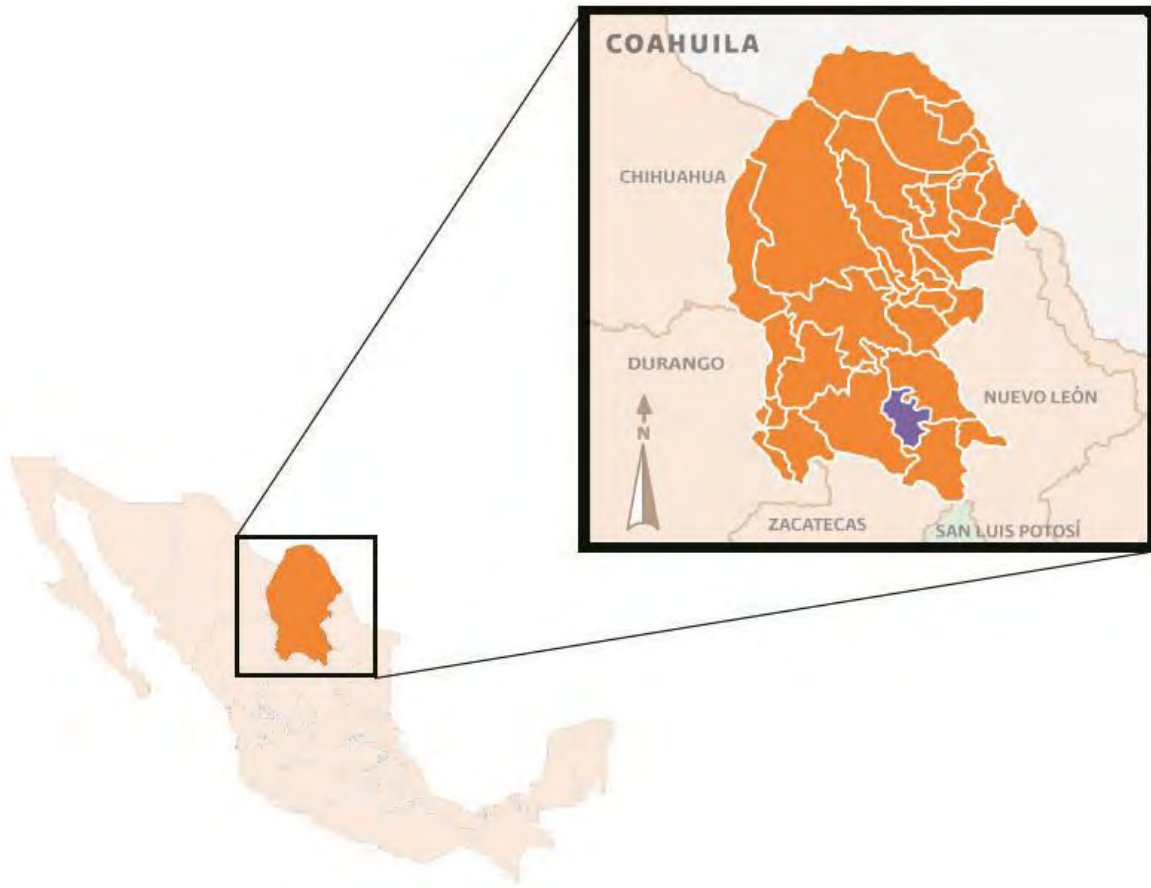 COAHUILA
CHIHUAHUA
DURANGO
NUEVO LEÓN
N
ZACATECAS
SAN LUIS POTOSÍ